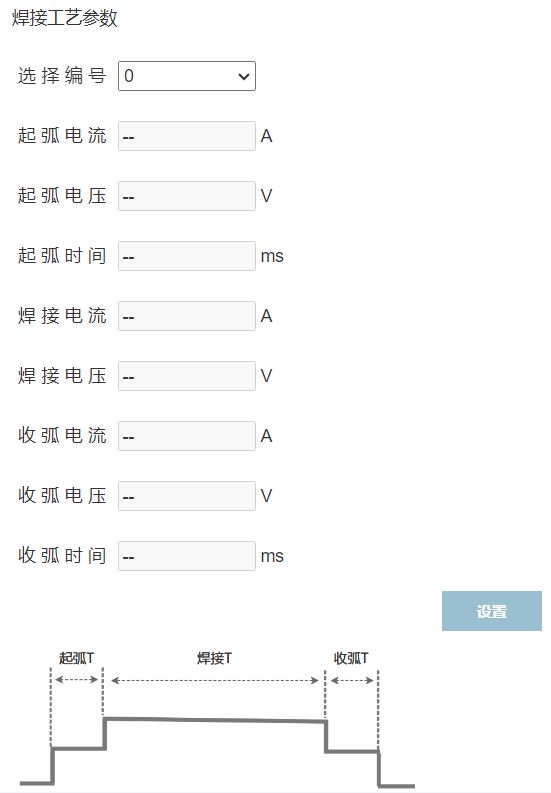 焊接工艺参数
选择编号 0
起弧电流 -- A
起弧电压 -- V
起弧时间 -- ms
焊接电流 -- A
焊接电压 -- V
收弧电流 -- A
收弧电压 -- V
收弧时间 -- ms
设置
起弧T 焊接T 收弧T